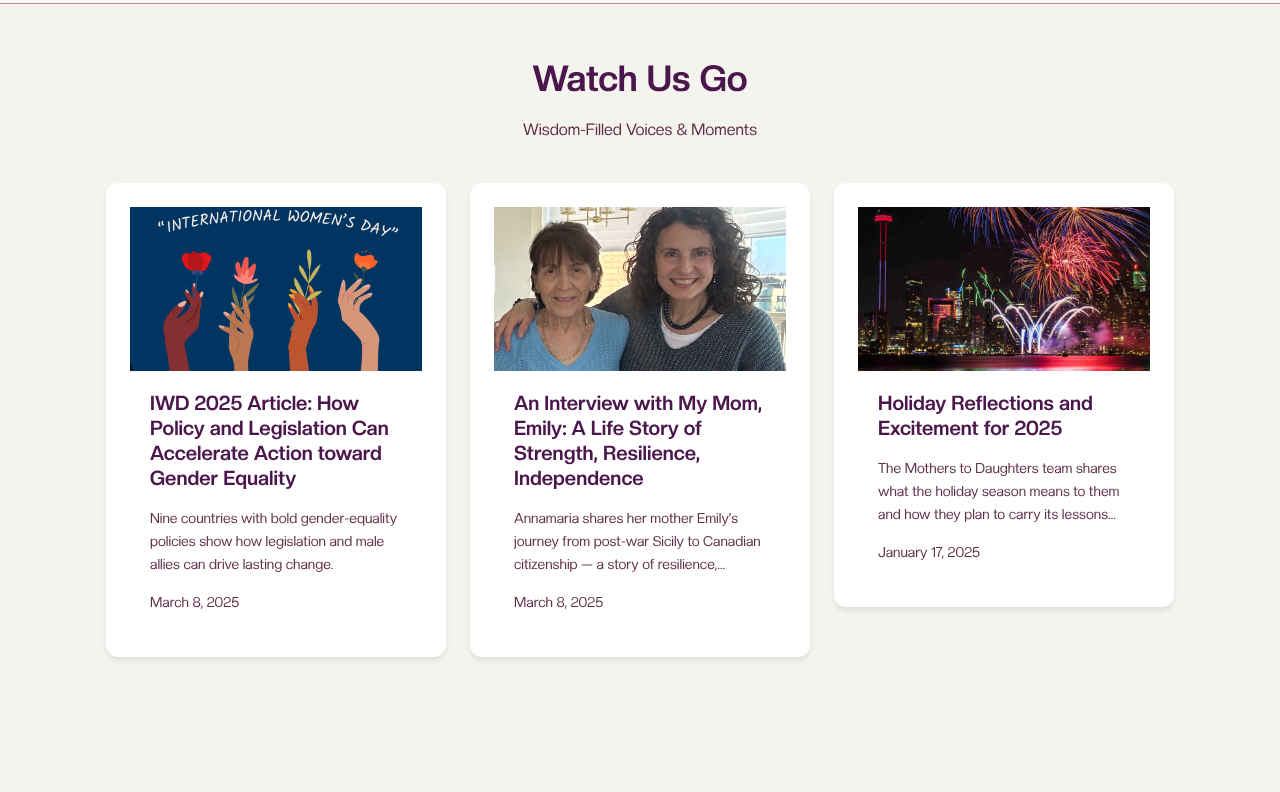 Watch Us Go
Wisdom-Filled Voices & Moments
“INTERNATIONAL WOMEN’S DAY”
IWD 2025 Article: How
Policy and Legislation Can
Accelerate Action toward
Gender Equality
Nine countries with bold gender-equality
policies show how legislation and male
allies can drive lasting change.
March 8, 2025
An Interview with My Mom,
Emily: A Life Story of
Strength, Resilience,
Independence
Annamaria shares her mother Emily's
journey from post-war Sicily to Canadian
citizenship — a story of resilience,...
March 8, 2025
Holiday Reflections and
Excitement for 2025
The Mothers to Daughters team shares
what the holiday season means to them
and how they plan to carry its lessons...
January 17, 2025